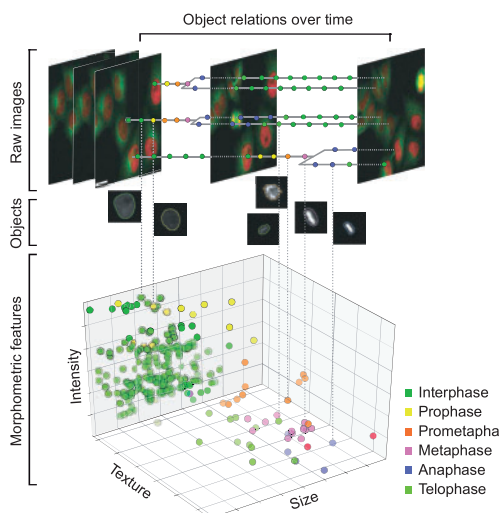 Object relations over time
Raw images
Objects
Morphometric features
Intensity
Texture
Size
Interphase
Prophase
Prometapha
Metaphase
Anaphase
Telophase